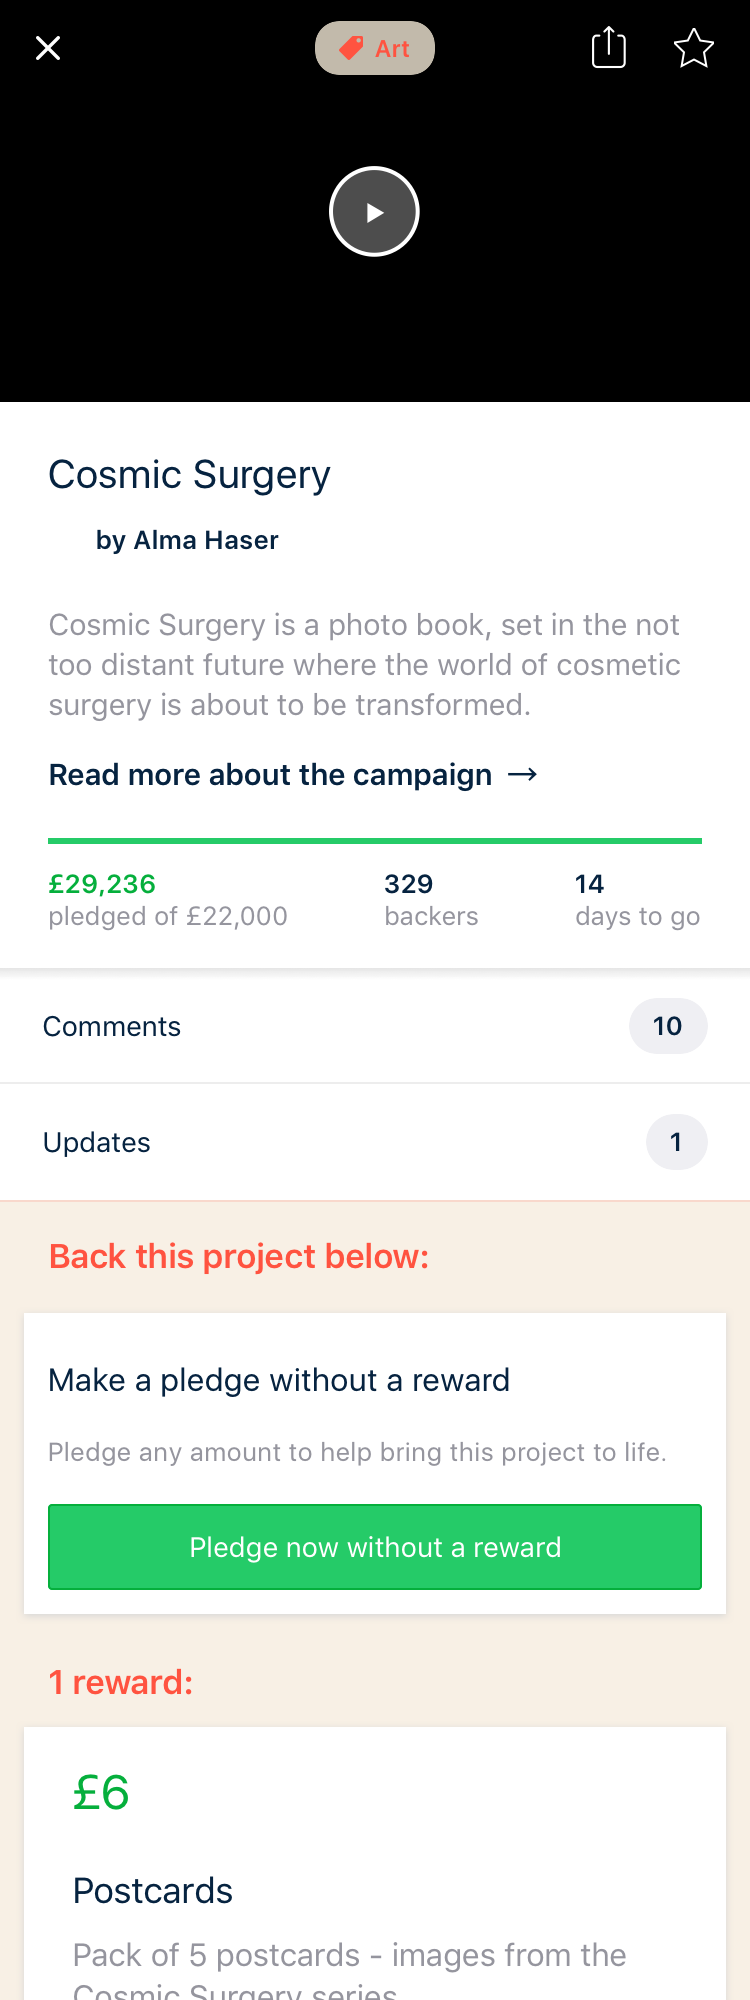 Art
Cosmic Surgery
by Alma Haser
Cosmic Surgery is a photo book, set in the not
too distant future where the world of cosmetic
surgery is about to be transformed.
Read more about the campaign →
£29,236 329 14
pledged of £22,000 backers days to go
Comments 10
Updates 1
Back this project below:
Make a pledge without a reward
Pledge any amount to help bring this project to life.
Pledge now without a reward
1 reward:
£6
Postcards
Pack of 5 postcards - images from the
Cosmic Surgery series